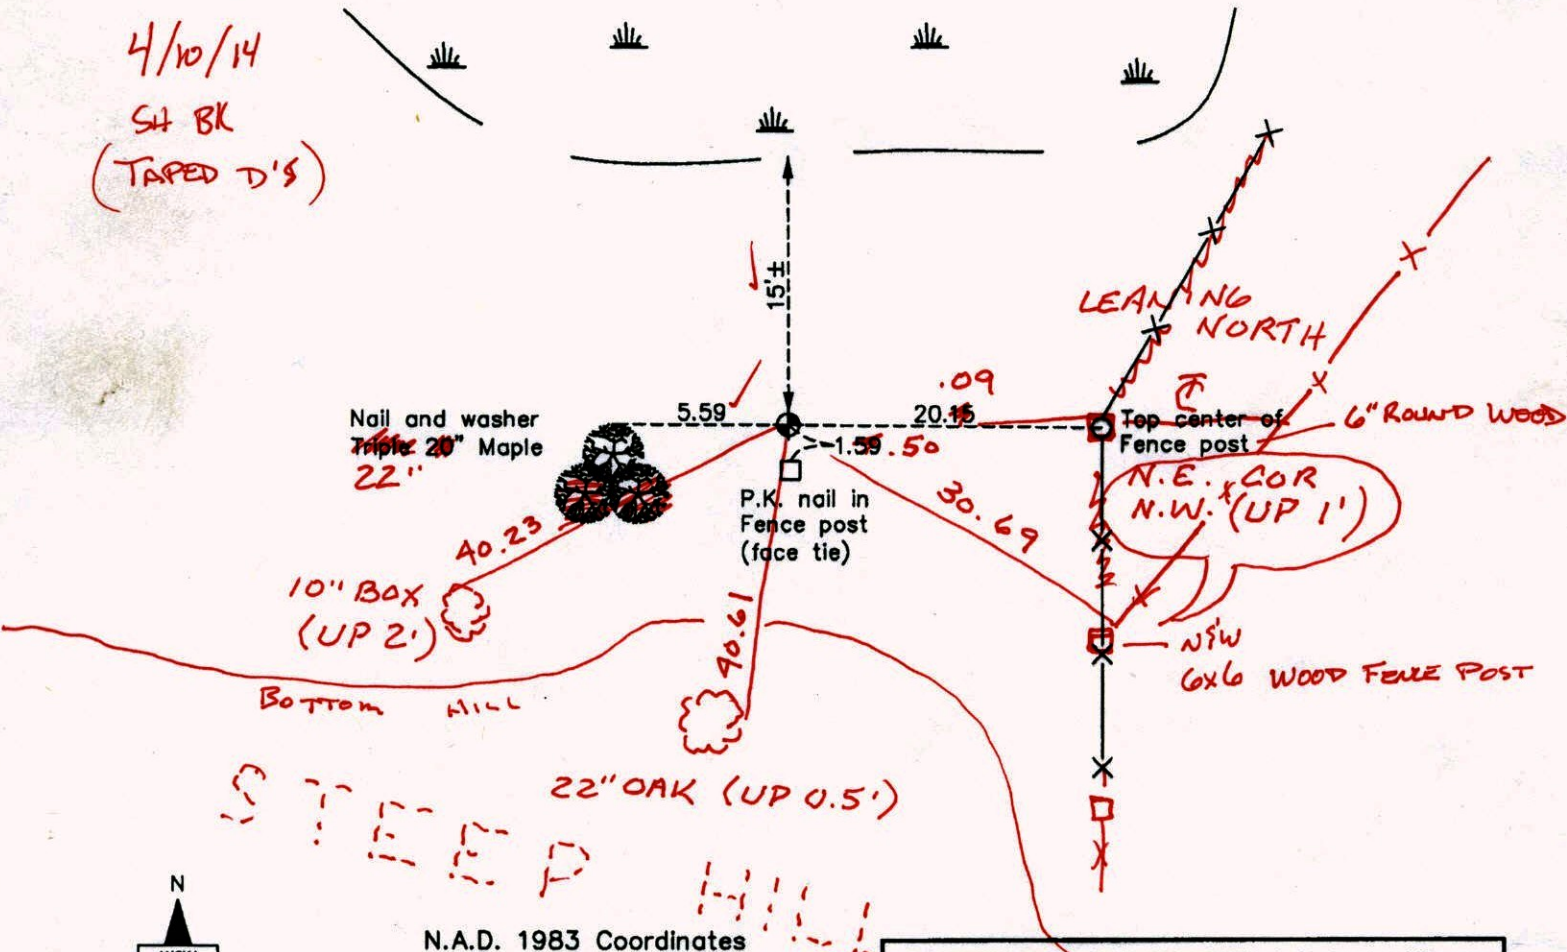 4/10/14
SH BK
(TAPED D'S)
15'±
LEANING
NORTH
.09
5.59
20.15
Nail and washer
Triple 20" Maple
22"
Top center of
Fence post
6" ROUND WOOD
1.59
.50
N.E. COR
N.W. (UP 1')
P.K. nail in
Fence post
(face tie)
40.23
30.69
10" BOX
(UP 2')
40.61
N&W
6x6 WOOD FENCE POST
BOTTOM HILL
22" OAK (UP 0.5')
STEEP HILL
N
N.A.D. 1983 Coordinates